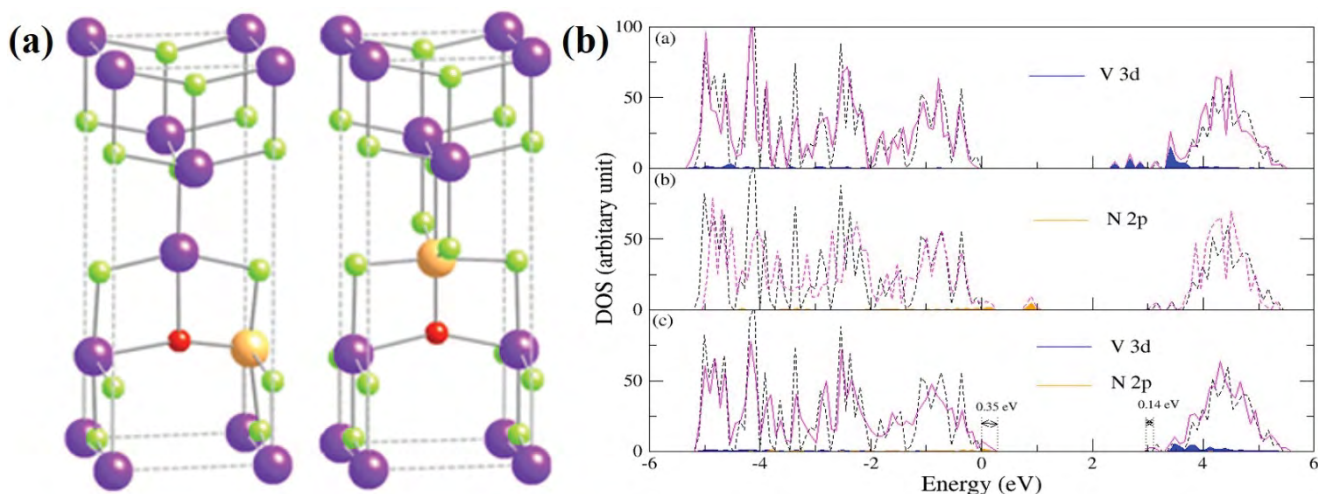 (a)
(b)
DOS (arbitary unit)
100
50
0
(a)
V 3d
50
0
(b)
N 2p
50
0
(c)
V 3d
N 2p
0.35 eV
0.14 eV
-6 -4 -2 0 2 4 6
Energy (eV)